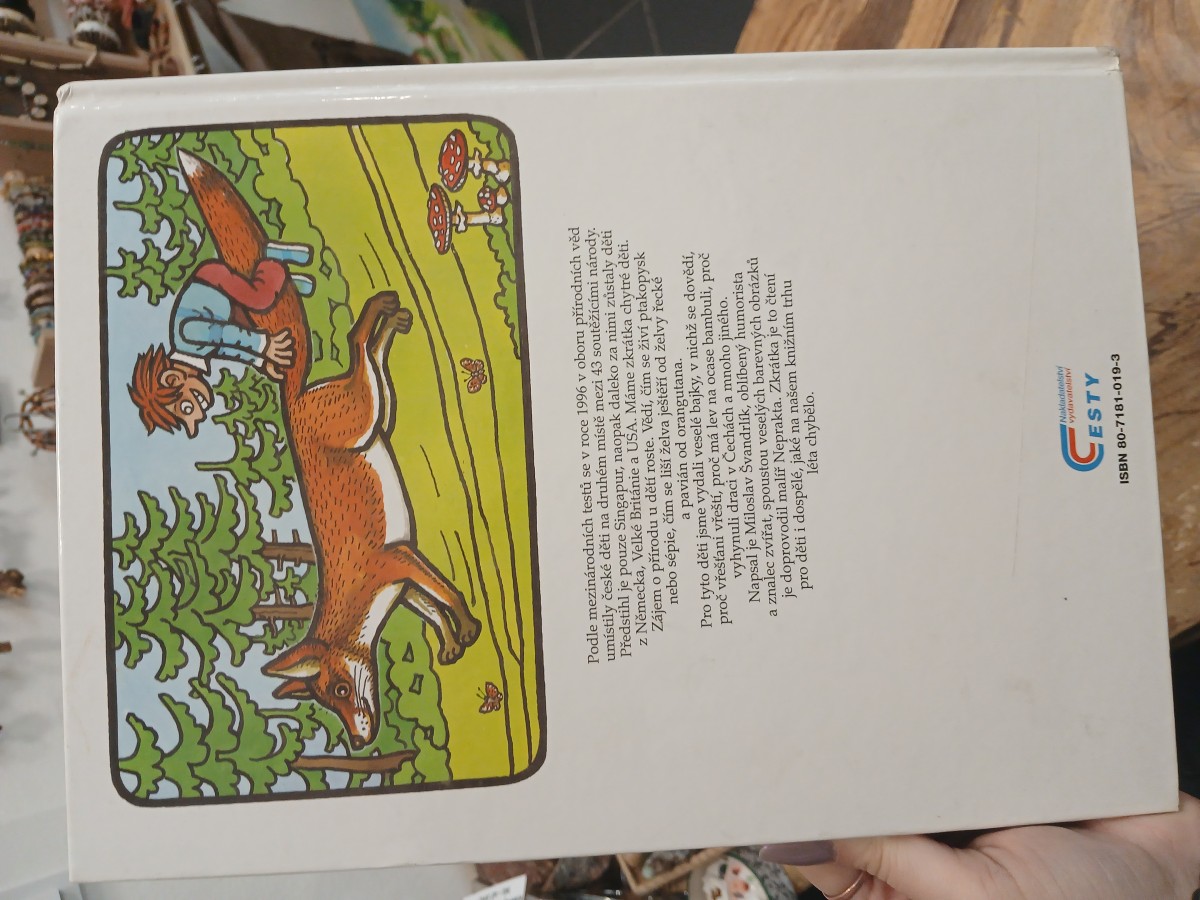 Podle mezinárodních testů se v roce 1996 v oboru přírodních věd
umístily české děti na druhém místě mezi 43 soutěžícími národy.
Předstihl je pouze Singapur, naopak daleko za nimi zůstaly děti
z Německa, Velké Británie a USA. Máme zkrátka chytré děti.
Zájem o přírodu u dětí roste. Vědí, čím se živí ptakopysk
nebo sépie, čím se liší želva ještěří od želvy řecké
a pavián od orangutana.
Pro tyto děti jsme vydali veselé bajky, v nichž se dovědí,
proč vřešťani vřeští, proč má lev na ocase bambuli, proč
vyhynuli draci v Čechách a mnoho jiného.
Napsal je Miloslav Švandrlík, oblíbený humorista
a znalec zvířat, spoustou veselých barevných obrázků
je doprovodil malíř Neprakta. Zkrátka je to čtení
pro děti i dospělé, jaké na našem knižním trhu
léta chybělo.
Nakladatelství
vydavatelství
CESTY
ISBN 80-7181-019-3